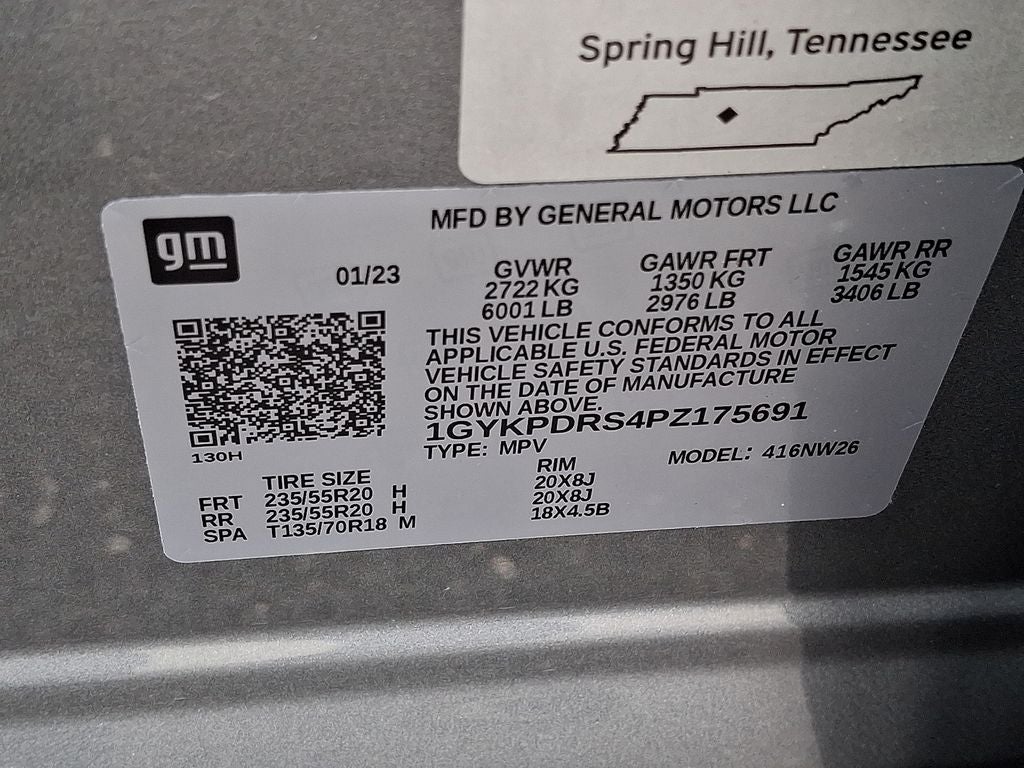 Spring Hill, Tennessee
gm
MFD BY GENERAL MOTORS LLC
01/23
GVWR
2722 KG
6001 LB
GAWR FRT
1350 KG
2976 LB
GAWR RR
1545 KG
3406 LB
THIS VEHICLE CONFORMS TO ALL
APPLICABLE U.S. FEDERAL MOTOR
VEHICLE SAFETY STANDARDS IN EFFECT
ON THE DATE OF MANUFACTURE
SHOWN ABOVE.
1GYKPDRS4PZ175691
TYPE: MPV
MODEL: 416NW26
130H
TIRE SIZE
RIM
FRT 235/55R20 H 20X8J
RR 235/55R20 H 20X8J
SPA T135/70R18 M 18X4.5B